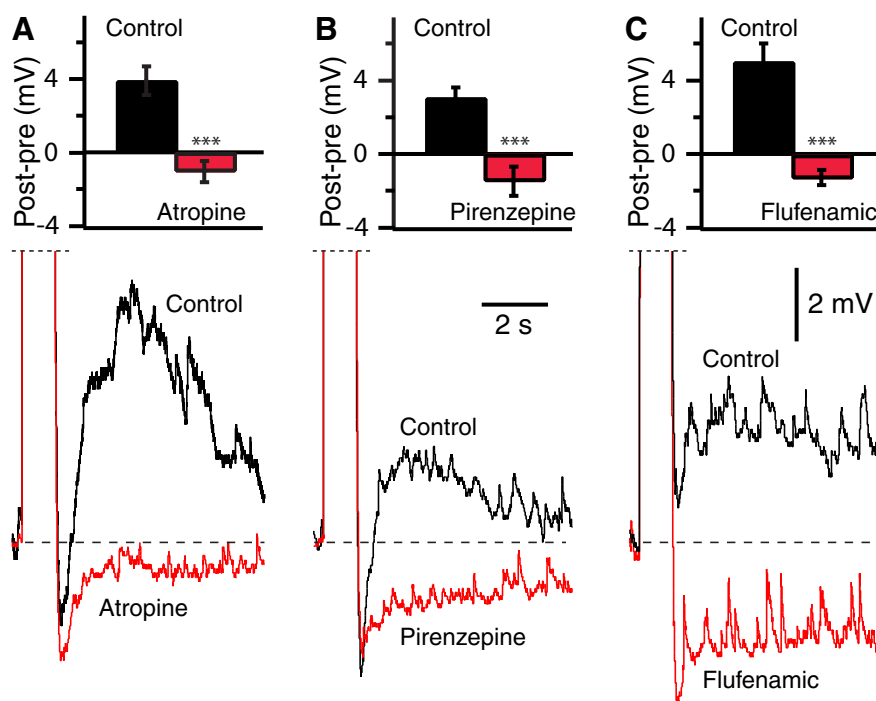 A
Control
Post-pre (mV)
4
0
-4
***
Atropine
B
Control
Post-pre (mV)
4
0
-4
***
Pirenzepine
C
Control
Post-pre (mV)
4
0
-4
***
Flufenamic
Control
Atropine
2 s
Control
Pirenzepine
2 mV
Control
Flufenamic